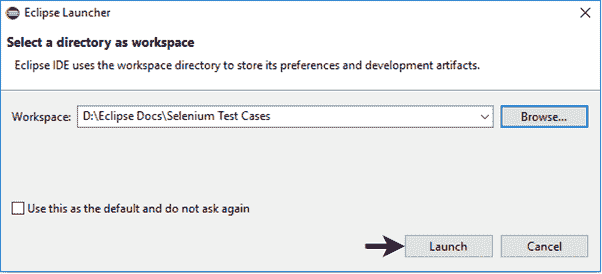 Eclipse Launcher
Select a directory as workspace
Eclipse IDE uses the workspace directory to store its preferences and development artifacts.
Workspace: D:\Eclipse Docs\Selenium Test Cases Browse...
Use this as the default and do not ask again
Launch Cancel